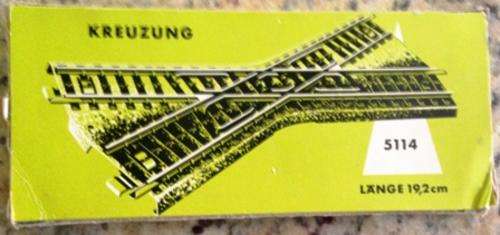 KREUZUNG
5114
LÄNGE 19,2cm